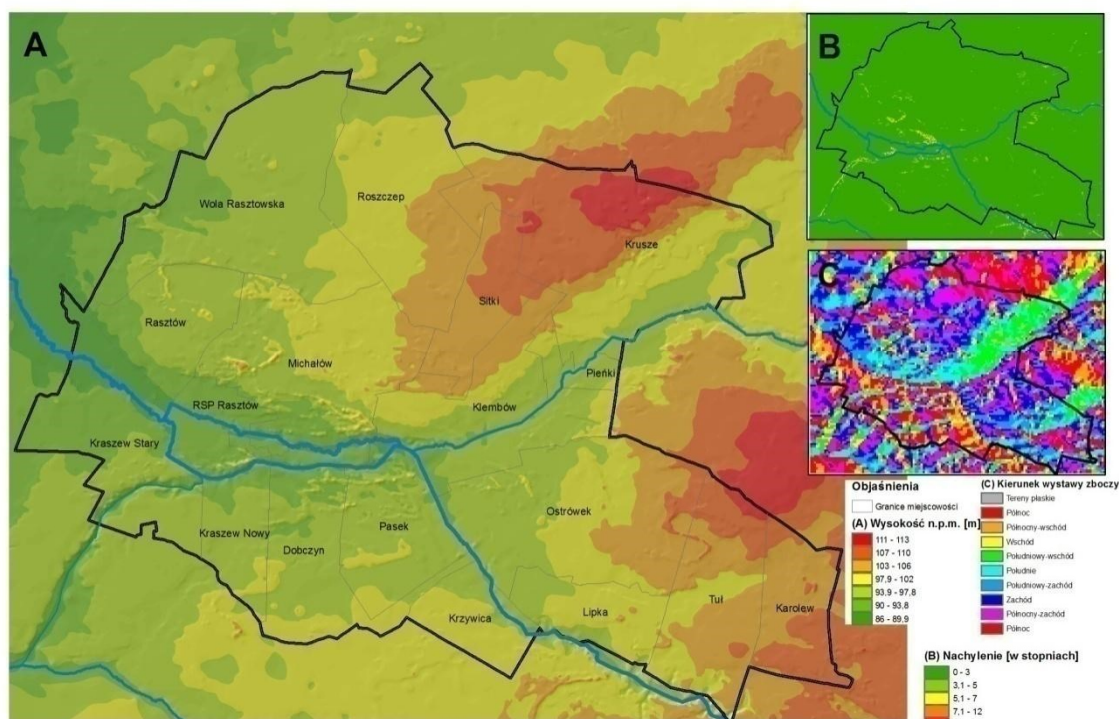 A
B
C
Wola Rasztowska
Roszczep
Krusze
Sitki
Rasztów
Michałów
Pieńki
RSP Rasztów
Klembów
Kraszew Stary
Ostrówek
Kraszew Nowy
Pasek
Dobczyn
Krzywica
Lipka
Tuł
Karolew
Objaśnienia
Granice miejscowości
(A) Wysokość n.p.m. [m]
111 - 113
107 - 110
103 - 106
97.9 - 102
93.9 - 97,8
90 - 93.8
86 - 89.9
(C) Kierunek wystawy zboczy
Tereny płaskie
Północ
Północny-wschód
Wschód
Południowy-wschód
Południe
Południowy-zachód
Zachód
Północny-zachód
Północ
(B) Nachylenie [w stopniach]
0 - 3
3,1 - 5
5,1 - 7
7,1 - 12